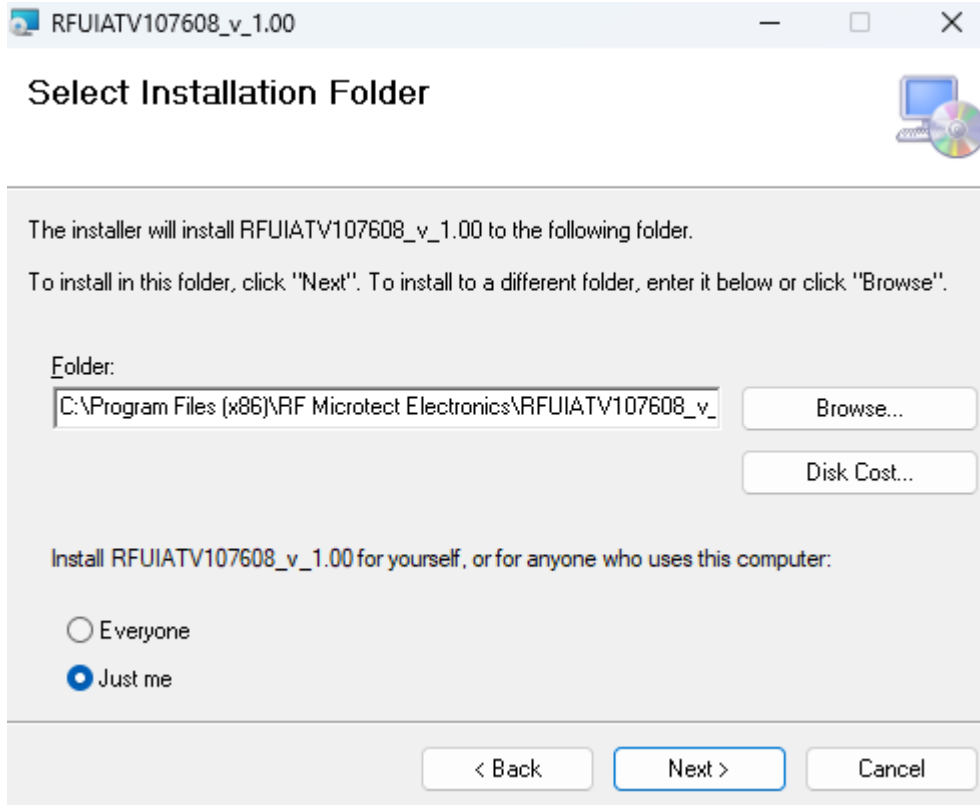 RFUIATV107608_v_1.00
Select Installation Folder
The installer will install RFUIATV107608_v_1.00 to the following folder.
To install in this folder, click "Next". To install to a different folder, enter it below or click "Browse".
Folder:
C:\Program Files (x86)\RF Microtect Electronics\RFUIATV107608_v_
Browse...
Disk Cost...
Install RFUIATV107608_v_1.00 for yourself, or for anyone who uses this computer:
Everyone
Just me
< Back
Next >
Cancel